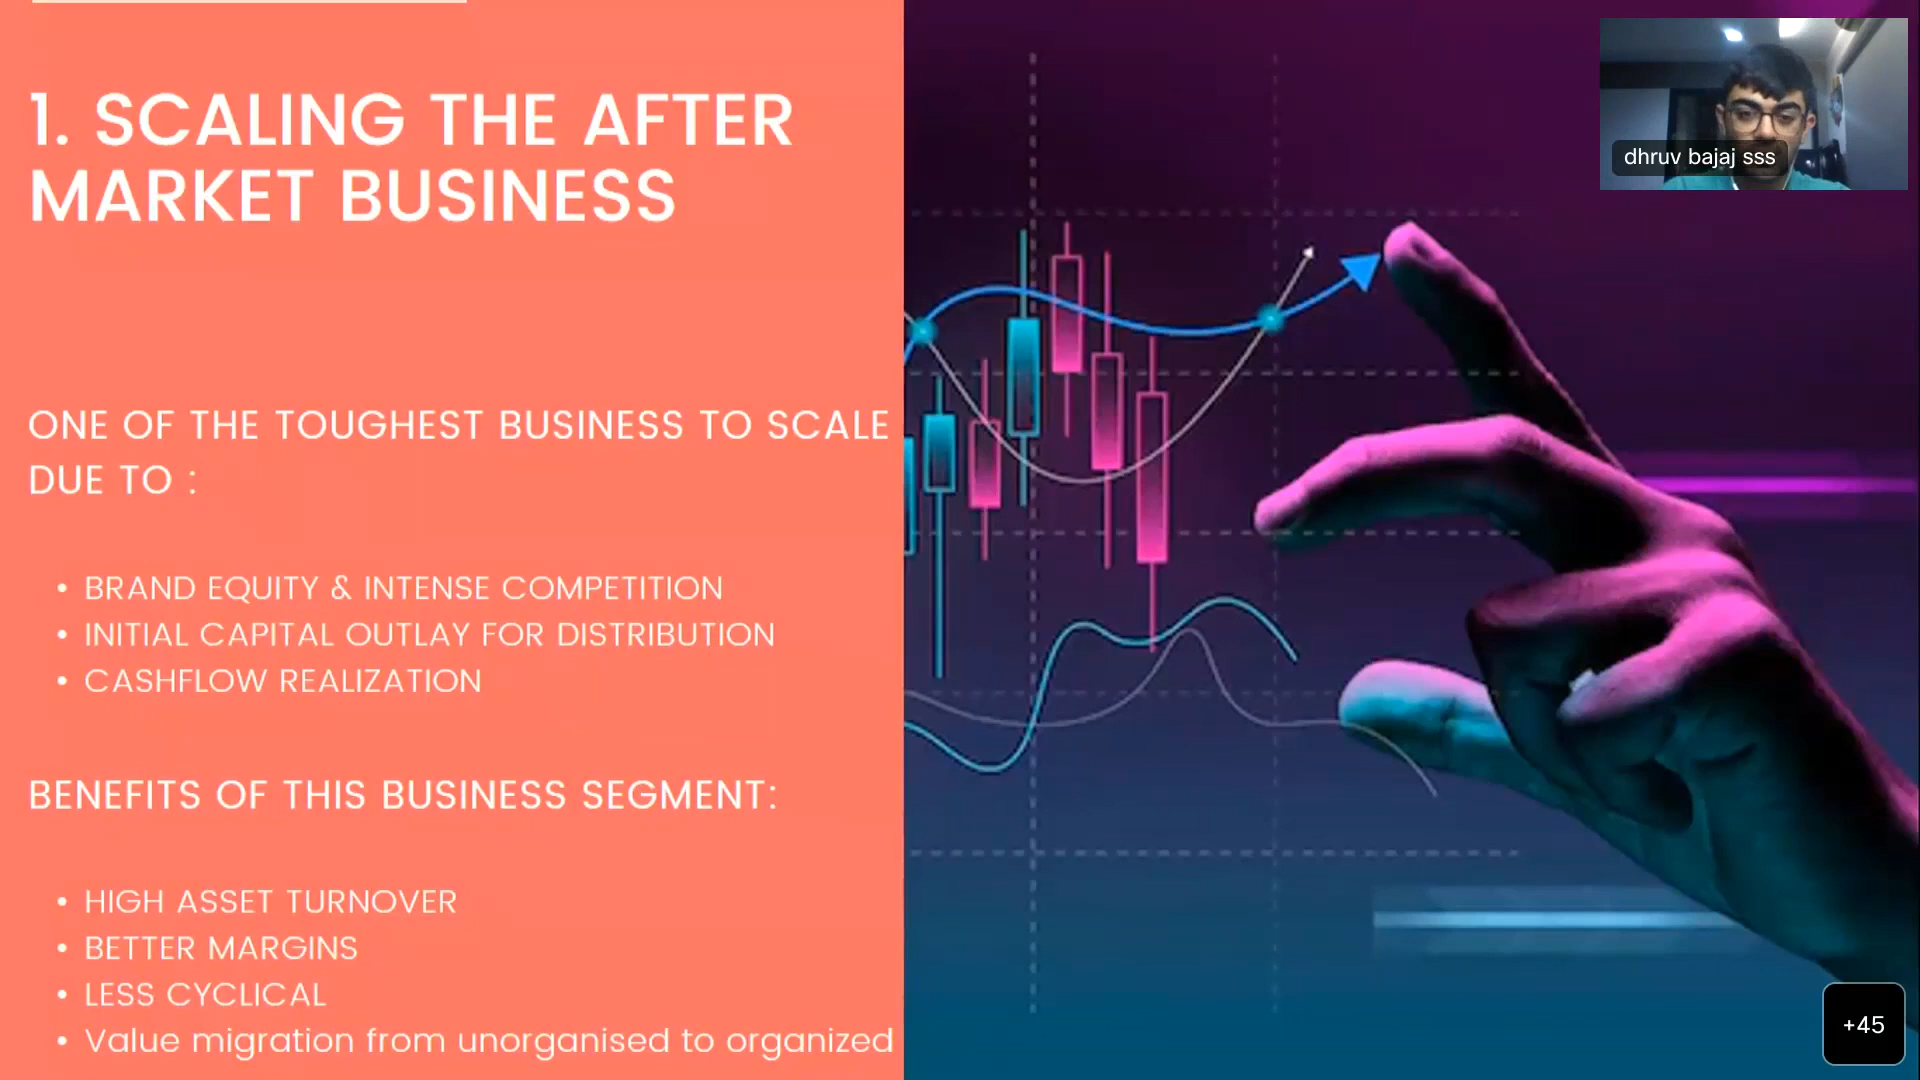 1. SCALING THE AFTER
MARKET BUSINESS
ONE OF THE TOUGHEST BUSINESS TO SCALE
DUE TO :
• BRAND EQUITY & INTENSE COMPETITION
• INITIAL CAPITAL OUTLAY FOR DISTRIBUTION
• CASHFLOW REALIZATION
BENEFITS OF THIS BUSINESS SEGMENT:
• HIGH ASSET TURNOVER
• BETTER MARGINS
• LESS CYCLICAL
• Value migration from unorganised to organized
dhruv bajaj sss
+45